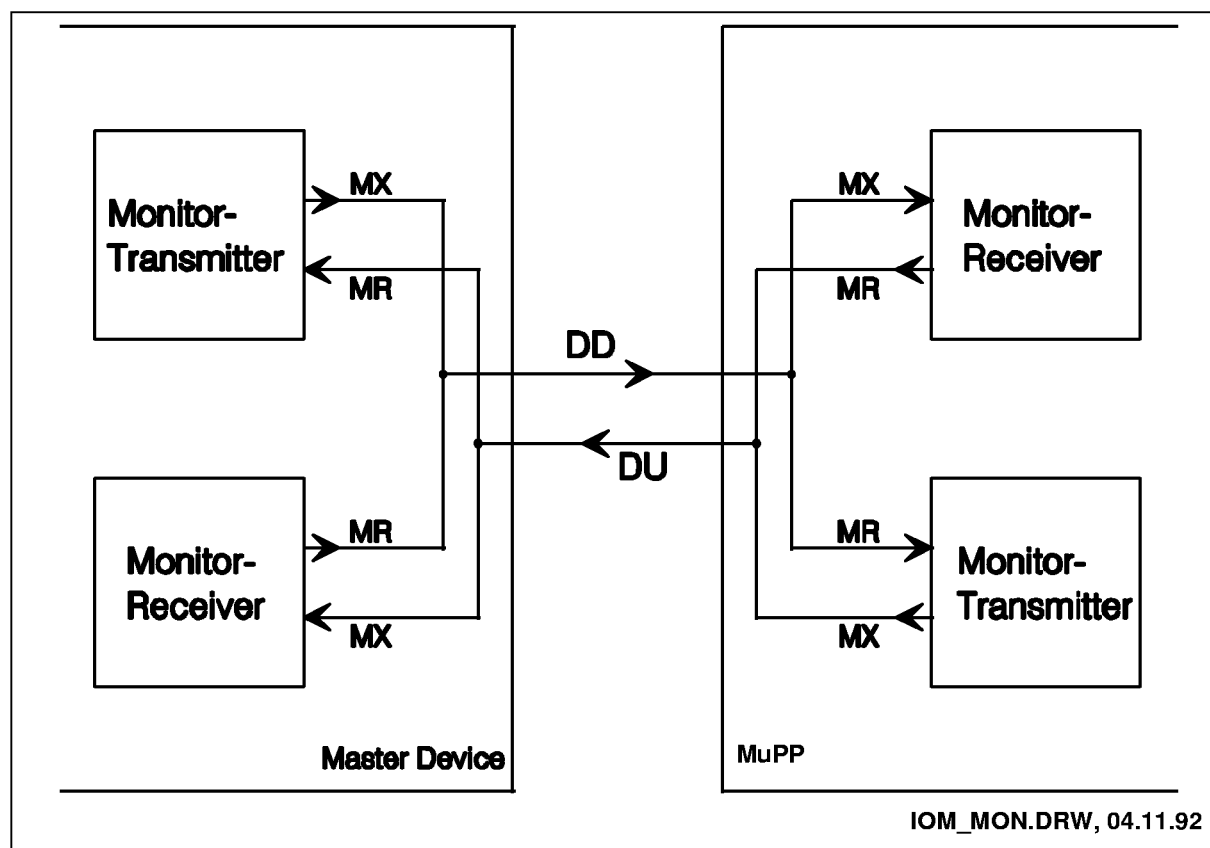 Monitor-
Transmitter
MX
MR
MX
MR
Monitor-
Receiver
DD
DU
Monitor-
Receiver
MR
MX
MR
MX
Monitor-
Transmitter
Master Device
MuPP
IOM_MON.DRW, 04.11.92